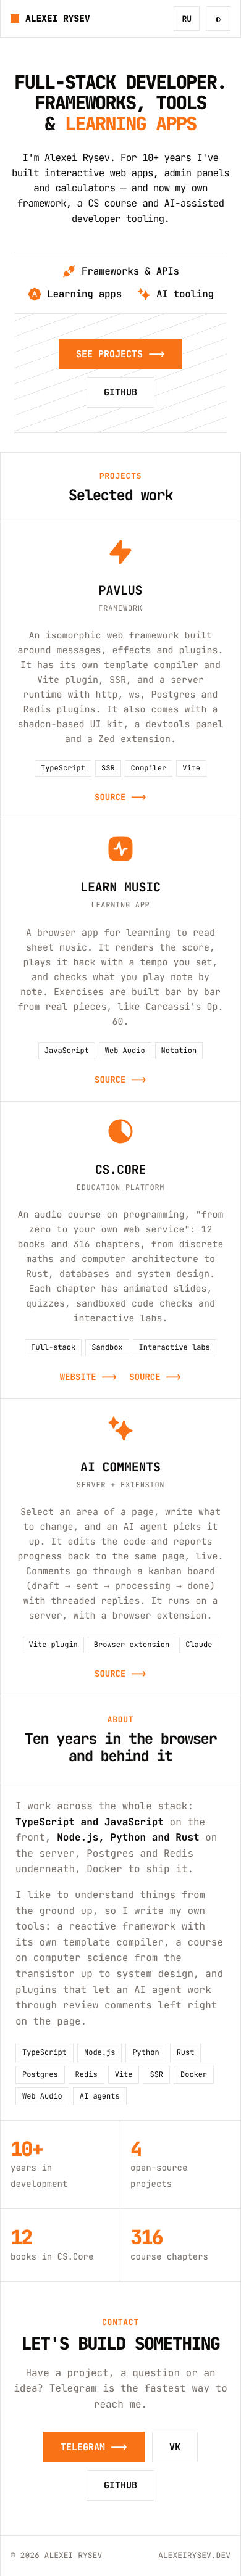 ALEXEI RYSEV
RU
FULL-STACK DEVELOPER.
FRAMEWORKS, TOOLS
& LEARNING APPS
I'm Alexei Rysev. For 10+ years I've
built interactive web apps, admin panels
and calculators — and now my own
framework, a CS course and AI-assisted
developer tooling.
Frameworks & APIs
Learning apps
AI tooling
SEE PROJECTS ⟶
GITHUB
PROJECTS
Selected work
PAVLUS
FRAMEWORK
An isomorphic web framework built
around messages, effects and plugins.
It has its own template compiler and
Vite plugin, SSR, and a server
runtime with http, ws, Postgres and
Redis plugins. It also comes with a
shadcn-based UI kit, a devtools panel
and a Zed extension.
TypeScript SSR Compiler Vite
SOURCE ⟶
LEARN MUSIC
LEARNING APP
A browser app for learning to read
sheet music. It renders the score,
plays it back with a tempo you set,
and checks what you play note by
note. Exercises are built bar by bar
from real pieces, like Carcassi's Op.
60.
JavaScript Web Audio Notation
SOURCE ⟶
CS.CORE
EDUCATION PLATFORM
An audio course on programming, "from
zero to your own web service": 12
books and 316 chapters, from discrete
maths and computer architecture to
Rust, databases and system design.
Each chapter has animated slides,
quizzes, sandboxed code checks and
interactive labs.
Full-stack Sandbox Interactive labs
WEBSITE ⟶ SOURCE ⟶
AI COMMENTS
SERVER + EXTENSION
Select an area of a page, write what
to change, and an AI agent picks it
up. It edits the code and reports
progress back to the same page, live.
Comments go through a kanban board
(draft → sent → processing → done)
with threaded replies. It runs on a
server, with a browser extension.
Vite plugin Browser extension Claude
SOURCE ⟶
ABOUT
Ten years in the browser
and behind it
I work across the whole stack:
TypeScript and JavaScript on the
front, Node.js, Python and Rust on
the server, Postgres and Redis
underneath, Docker to ship it.
I like to understand things from
the ground up, so I write my own
tools: a reactive framework with
its own template compiler, a course
on computer science from the
transistor up to system design, and
plugins that let an AI agent work
through review comments left right
on the page.
TypeScript Node.js Python Rust
Postgres Redis Vite SSR Docker
Web Audio AI agents
10+
years in
development
4
open-source
projects
12
books in CS.Core
316
course chapters
CONTACT
LET'S BUILD SOMETHING
Have a project, a question or an
idea? Telegram is the fastest way to
reach me.
TELEGRAM ⟶
VK
GITHUB
© 2026 ALEXEI RYSEV
ALEXEIRYSEV.DEV